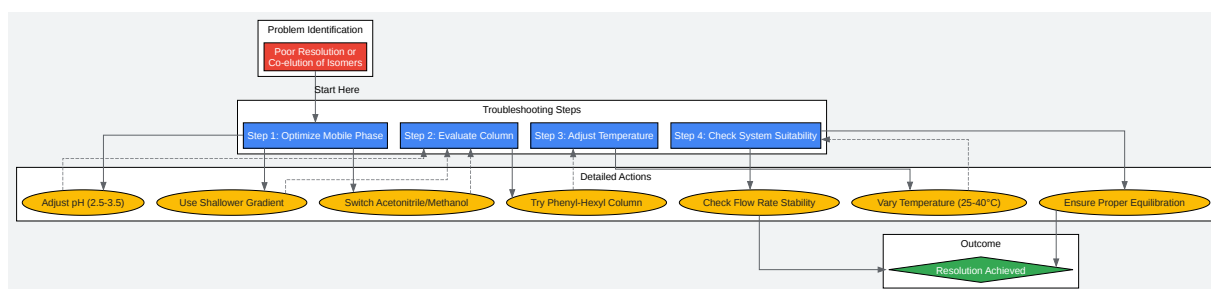 Problem Identification
Poor Resolution or
Co-elution of Isomers
Start Here
Troubleshooting Steps
Step 1: Optimize Mobile Phase
Step 2: Evaluate Column
Step 3: Adjust Temperature
Step 4: Check System Suitability
Detailed Actions
Adjust pH (2.5-3.5)
Use Shallower Gradient
Switch Acetonitrile/Methanol
Try Phenyl-Hexyl Column
Check Flow Rate Stability
Vary Temperature (25-40°C)
Ensure Proper Equilibration
Outcome
Resolution Achieved